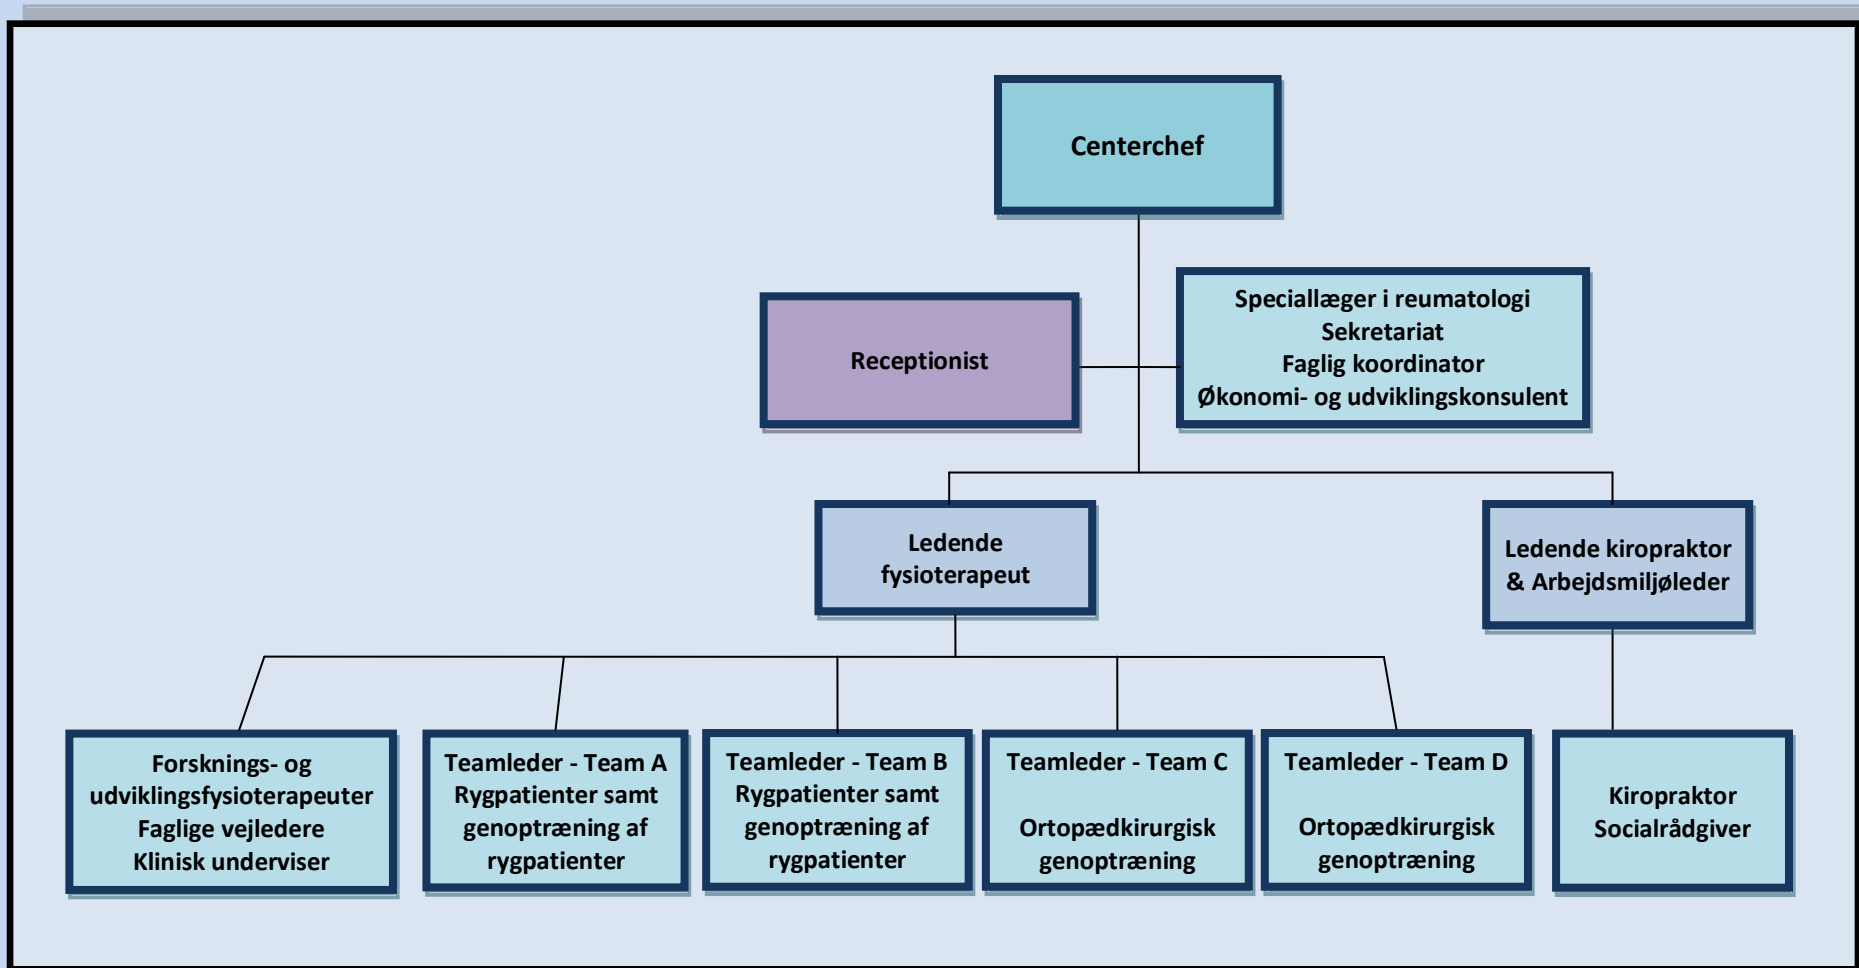 Centerchef
Receptionist
Speciallæger i reumatologi
Sekretariat
Faglig koordinator
Økonomi- og udviklingskonsulent
Ledende
fysioterapeut
Ledende kiropraktor
& Arbejdsmiljøleder
Forsknings- og
udviklingsfysioterapeuter
Faglige vejledere
Klinisk underviser
Teamleder - Team A
Rygpatienter samt
genoptræning af
rygpatienter
Teamleder - Team B
Rygpatienter samt
genoptræning af
rygpatienter
Teamleder - Team C
Ortopædkirurgisk
genoptræning
Teamleder - Team D
Ortopædkirurgisk
genoptræning
Kiropraktor
Socialrådgiver